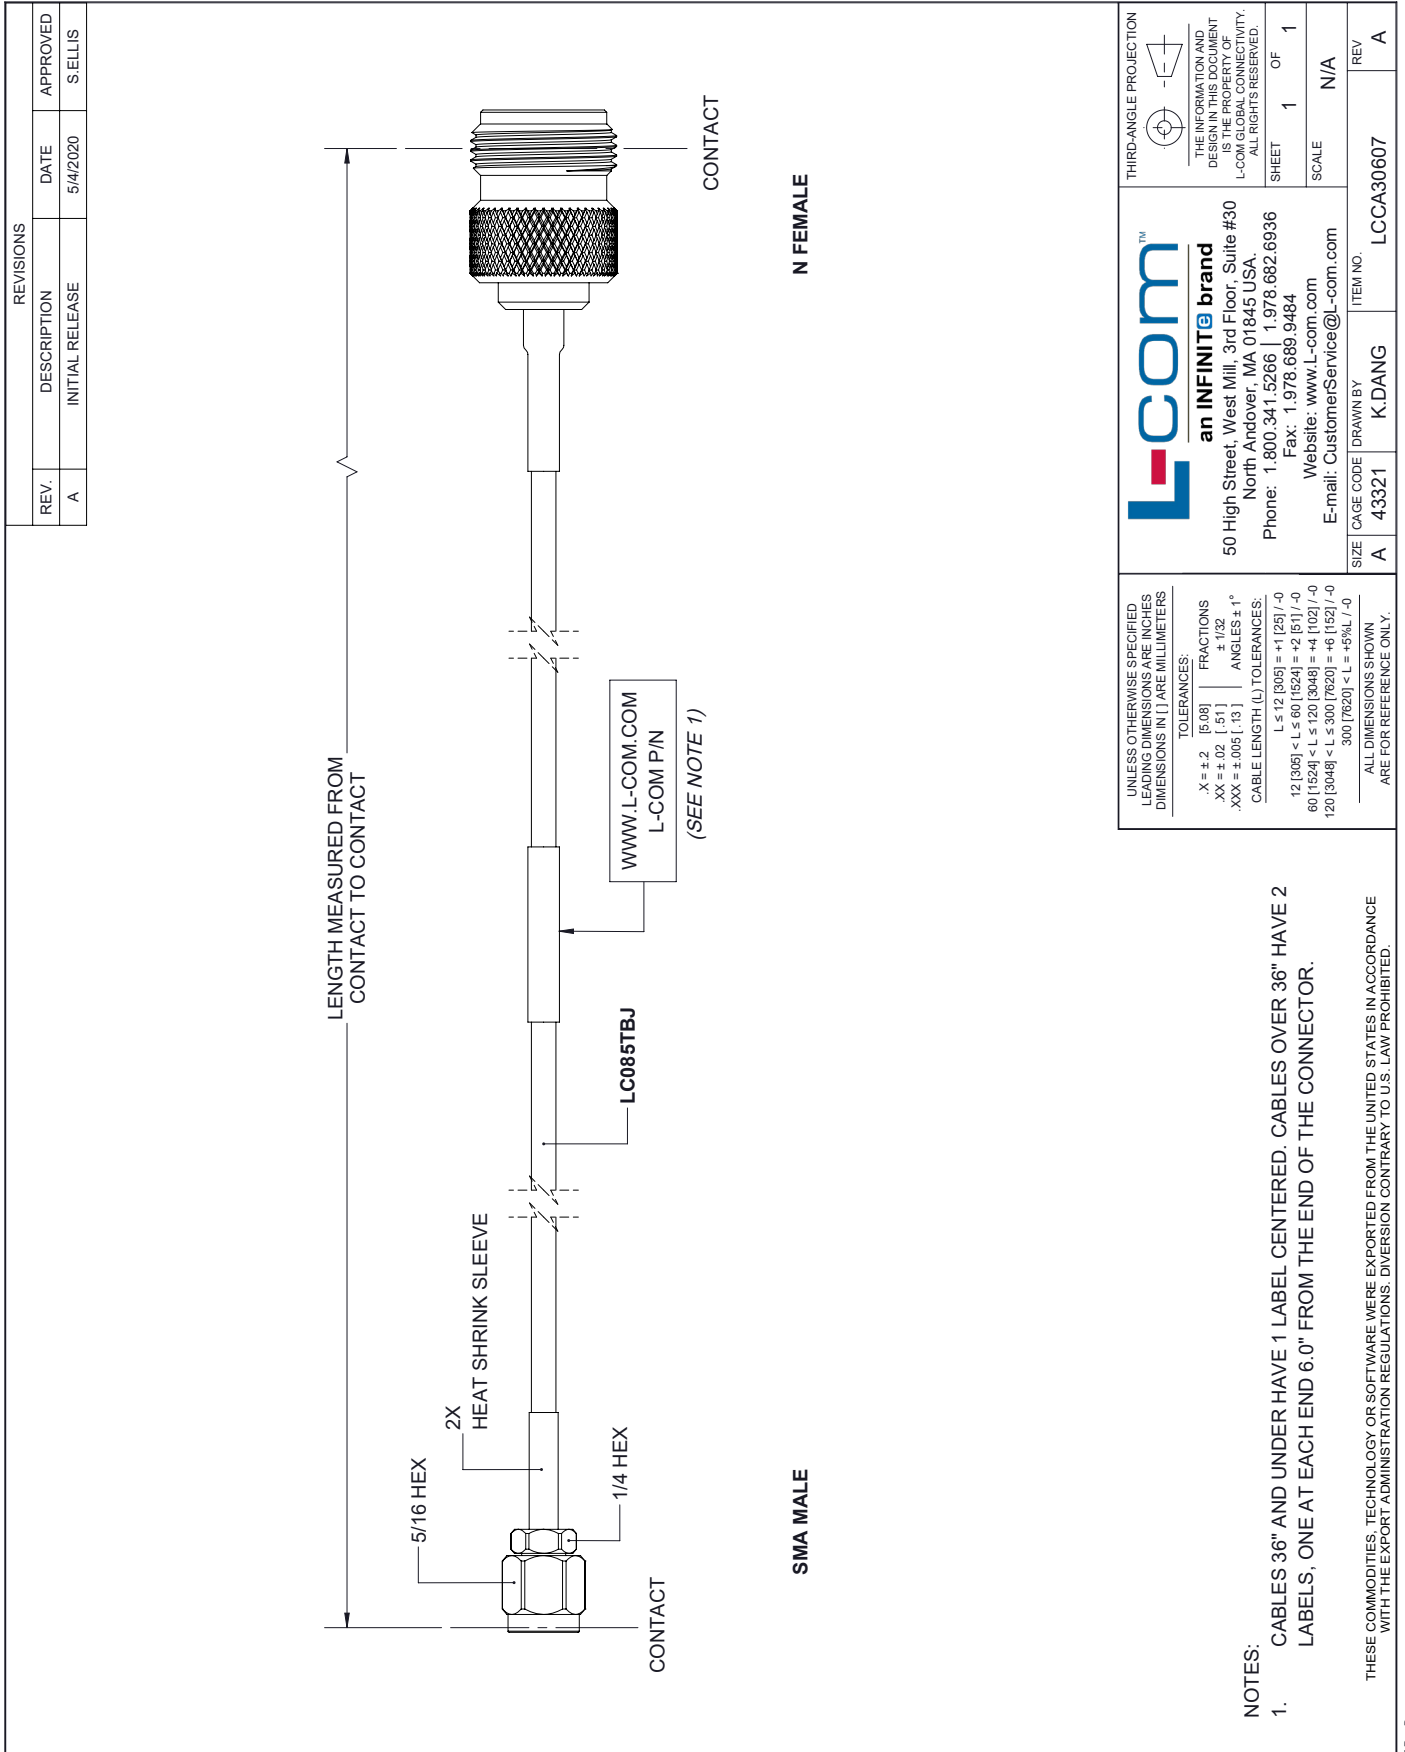 REVISIONS
REV. DESCRIPTION DATE APPROVED
A INITIAL RELEASE 5/4/2020 S.ELLIS
LENGTH MEASURED FROM
CONTACT TO CONTACT
5/16 HEX
2X
HEAT SHRINK SLEEVE
1/4 HEX
CONTACT
LC085TBJ
WWW.L-COM.COM
L-COM P/N
(SEE NOTE 1)
CONTACT
SMA MALE
N FEMALE
NOTES:
1. CABLES 36" AND UNDER HAVE 1 LABEL CENTERED. CABLES OVER 36" HAVE 2
LABELS, ONE AT EACH END 6.0" FROM THE END OF THE CONNECTOR.
THESE COMMODITIES, TECHNOLOGY OR SOFTWARE WERE EXPORTED FROM THE UNITED STATES IN ACCORDANCE
WITH THE EXPORT ADMINISTRATION REGULATIONS. DIVERSION CONTRARY TO U.S. LAW PROHIBITED.
UNLESS OTHERWISE SPECIFIED
LEADING DIMENSIONS ARE INCHES
DIMENSIONS IN [ ] ARE MILLIMETERS
TOLERANCES:
.X = ±.2 [5.08] FRACTIONS
.XX = ±.02 [.51] ± 1/32
.XXX = ±.005 [.13] ANGLES ± 1°
CABLE LENGTH (L) TOLERANCES:
L ≤ 12 [305] = +1 [25] / -0
12 [305] < L ≤ 60 [1524] = +2 [51] / -0
60 [1524] < L ≤ 120 [3048] = +4 [102] / -0
120 [3048] < L ≤ 300 [7620] = +6 [152] / -0
300 [7620] < L = +5%L / -0
ALL DIMENSIONS SHOWN
ARE FOR REFERENCE ONLY.
L-com™
an INFINITe brand
50 High Street, West Mill, 3rd Floor, Suite #30
North Andover, MA 01845 USA.
Phone: 1.800.341.5266 | 1.978.682.6936
Fax: 1.978.689.9484
Website: www.L-com.com
E-mail: CustomerService@L-com.com
THIRD-ANGLE PROJECTION
THE INFORMATION AND
DESIGN IN THIS DOCUMENT
IS THE PROPERTY OF
L-COM GLOBAL CONNECTIVITY.
ALL RIGHTS RESERVED.
SHEET 1 OF 1
SCALE N/A
SIZE A
CAGE CODE 43321
DRAWN BY K.DANG
ITEM NO. LCCA30607
REV A